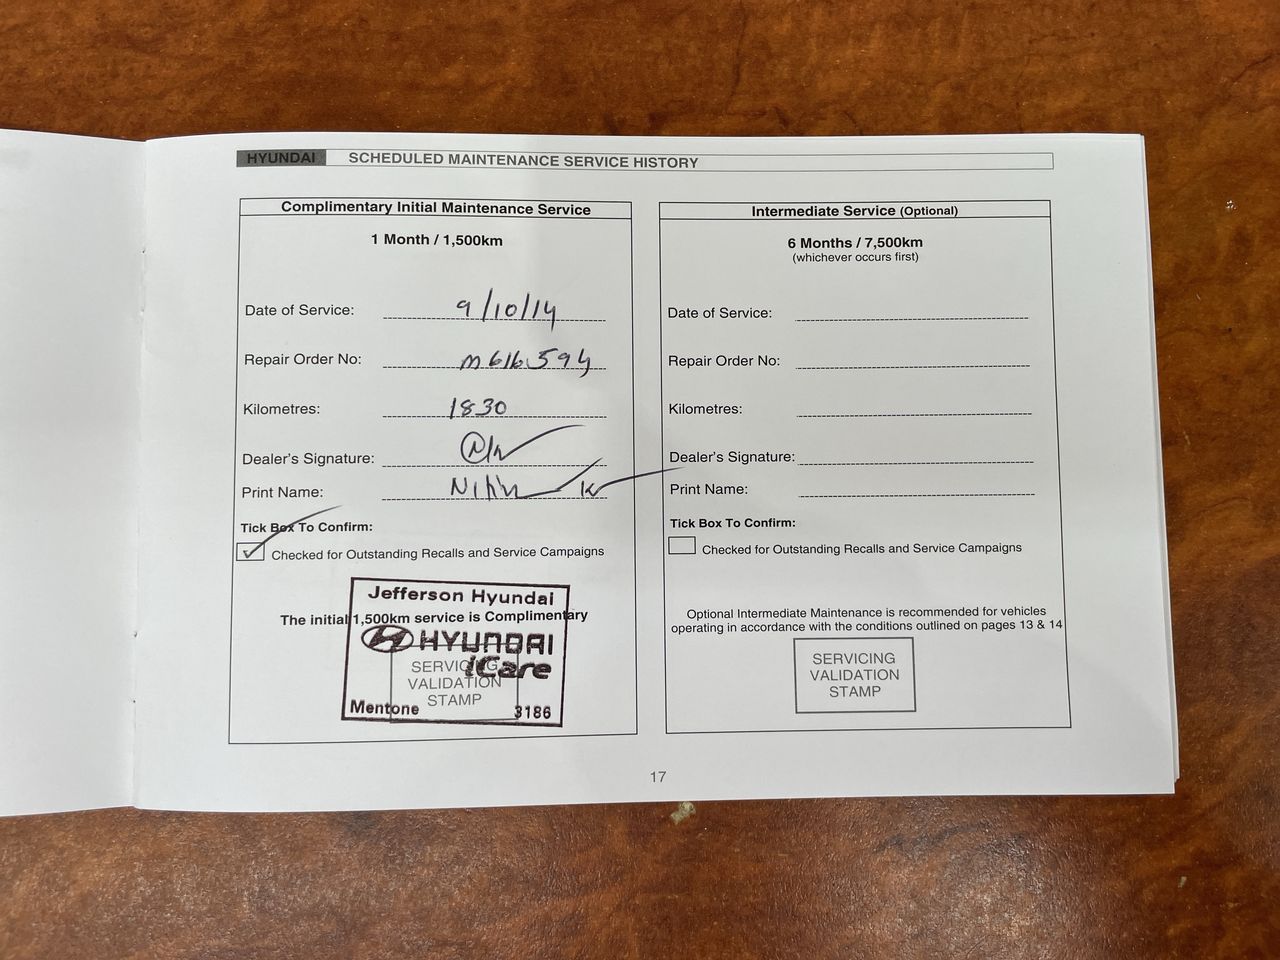 HYUNDAI SCHEDULED MAINTENANCE SERVICE HISTORY
Complimentary Initial Maintenance Service
1 Month / 1,500km
Date of Service: 9/10/14
Repair Order No: M616594
Kilometres: 1830
Dealer's Signature:
Print Name:
Tick Box To Confirm:
Checked for Outstanding Recalls and Service Campaigns
The initial 1,500km service is Complimentary
Jefferson Hyundai
HYUNDAI
iCare
Mentone 3186
SERVICING
VALIDATION
STAMP
Intermediate Service (Optional)
6 Months / 7,500km
(whichever occurs first)
Date of Service:
Repair Order No:
Kilometres:
Dealer's Signature:
Print Name:
Tick Box To Confirm:
Checked for Outstanding Recalls and Service Campaigns
Optional Intermediate Maintenance is recommended for vehicles
operating in accordance with the conditions outlined on pages 13 & 14
SERVICING
VALIDATION
STAMP
17